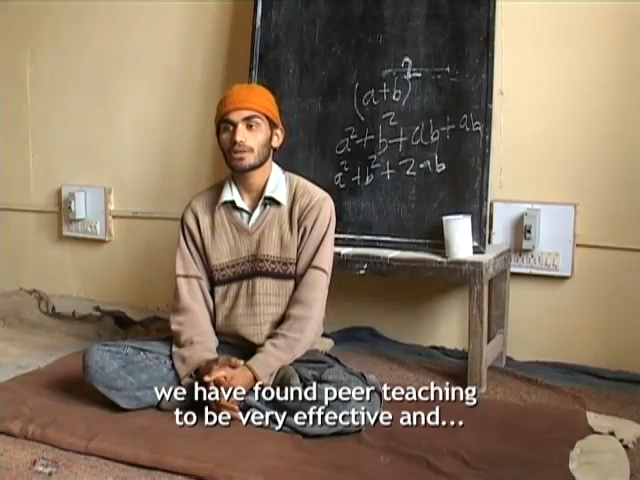 (a+b)²
a²+b²+ab+ab
a²+b²+2ab
we have found peer teaching
to be very effective and...